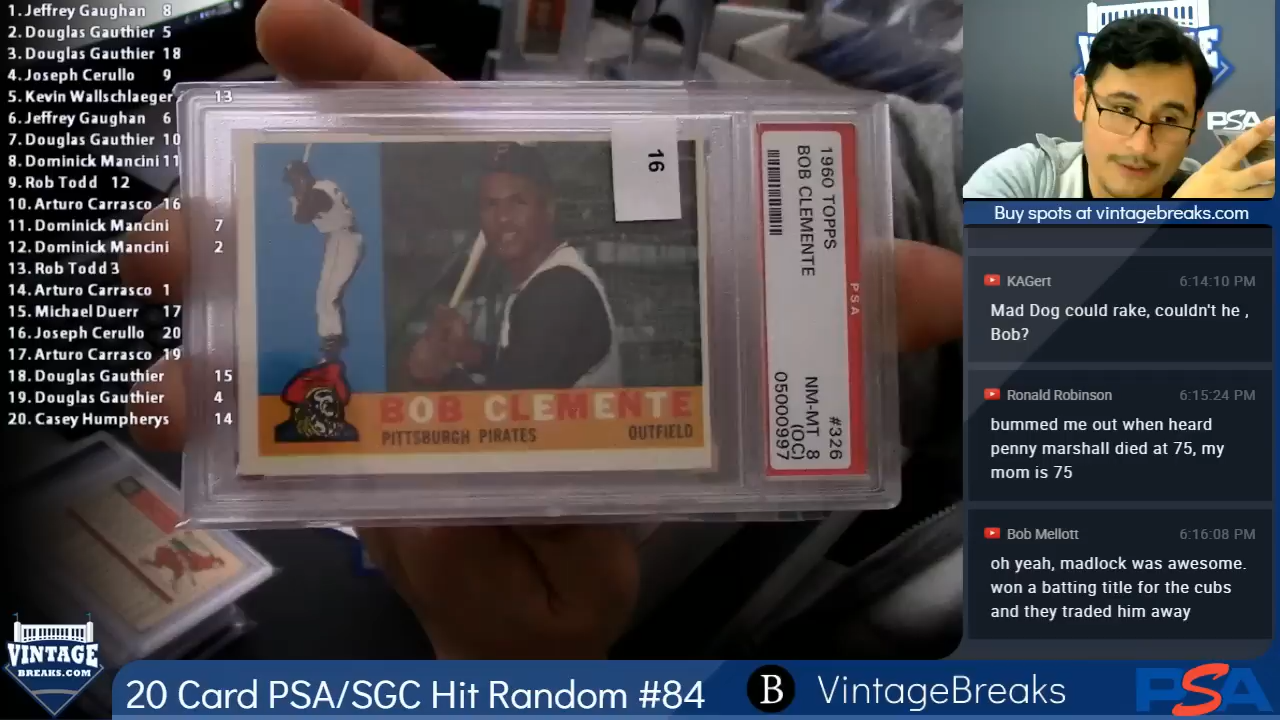 1. Jeffrey Gaughan 8
2. Douglas Gauthier 5
3. Douglas Gauthier 18
4. Joseph Cerullo 9
5. Kevin Wallschlaeger 13
6. Jeffrey Gaughan 6
7. Douglas Gauthier 10
8. Dominick Mancini 11
9. Rob Todd 12
10. Arturo Carrasco 16
11. Dominick Mancini 7
12. Dominick Mancini 2
13. Rob Todd 3
14. Arturo Carrasco 1
15. Michael Duerr 17
16. Joseph Cerullo 20
17. Arturo Carrasco 19
18. Douglas Gauthier 15
19. Douglas Gauthier 4
20. Casey Humpherys 14
16
P
BOB CLEMENTE
PITTSBURGH PIRATES OUTFIELD
1960 TOPPS #326
BOB CLEMENTE NM-MT 8
(OC)
05000997
PSA
PSA
Buy spots at vintagebreaks.com
KAGert 6:14:10 PM
Mad Dog could rake, couldn't he ,
Bob?
Ronald Robinson 6:15:24 PM
bummed me out when heard
penny marshall died at 75, my
mom is 75
Bob Mellott 6:16:08 PM
oh yeah, madlock was awesome.
won a batting title for the cubs
and they traded him away
VINTAGE
BREAKS.COM
20 Card PSA/SGC Hit Random #84
B VintageBreaks
PSA